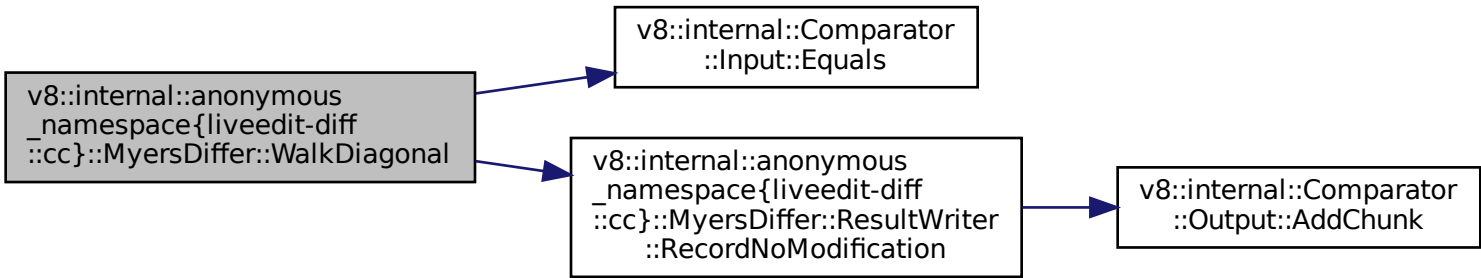 v8::internal::anonymous
_namespace{liveedit-diff
::cc}::MyersDiffer::WalkDiagonal
v8::internal::Comparator
::Input::Equals
v8::internal::anonymous
_namespace{liveedit-diff
::cc}::MyersDiffer::ResultWriter
::RecordNoModification
v8::internal::Comparator
::Output::AddChunk